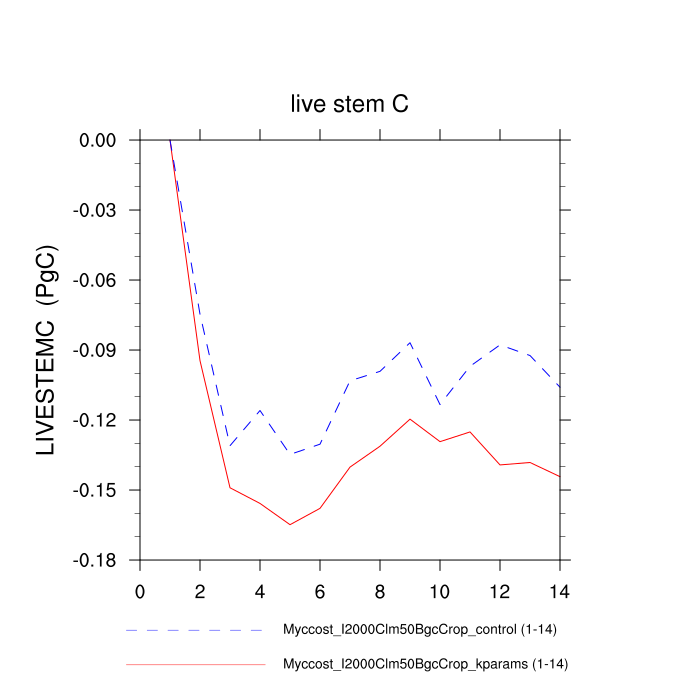 live stem C
LIVESTEMC (PgC)
0.00
-0.03
-0.06
-0.09
-0.12
-0.15
-0.18
0 2 4 6 8 10 12 14
Myccost_I2000Clm50BgcCrop_control (1-14)
Myccost_I2000Clm50BgcCrop_kparams (1-14)